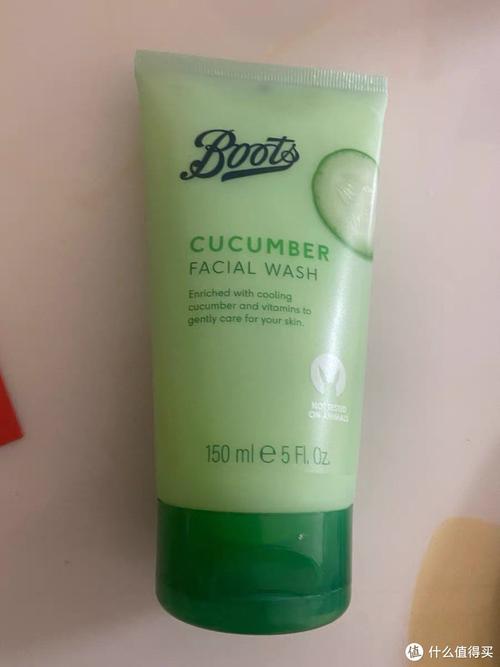 Boots
CUCUMBER
FACIAL WASH
Enriched with cooling
cucumber and vitamins to
gently care for your skin.
NOT TESTED
ON ANIMALS
150 ml ℮ 5 Fl. Oz.
值 什么值得买